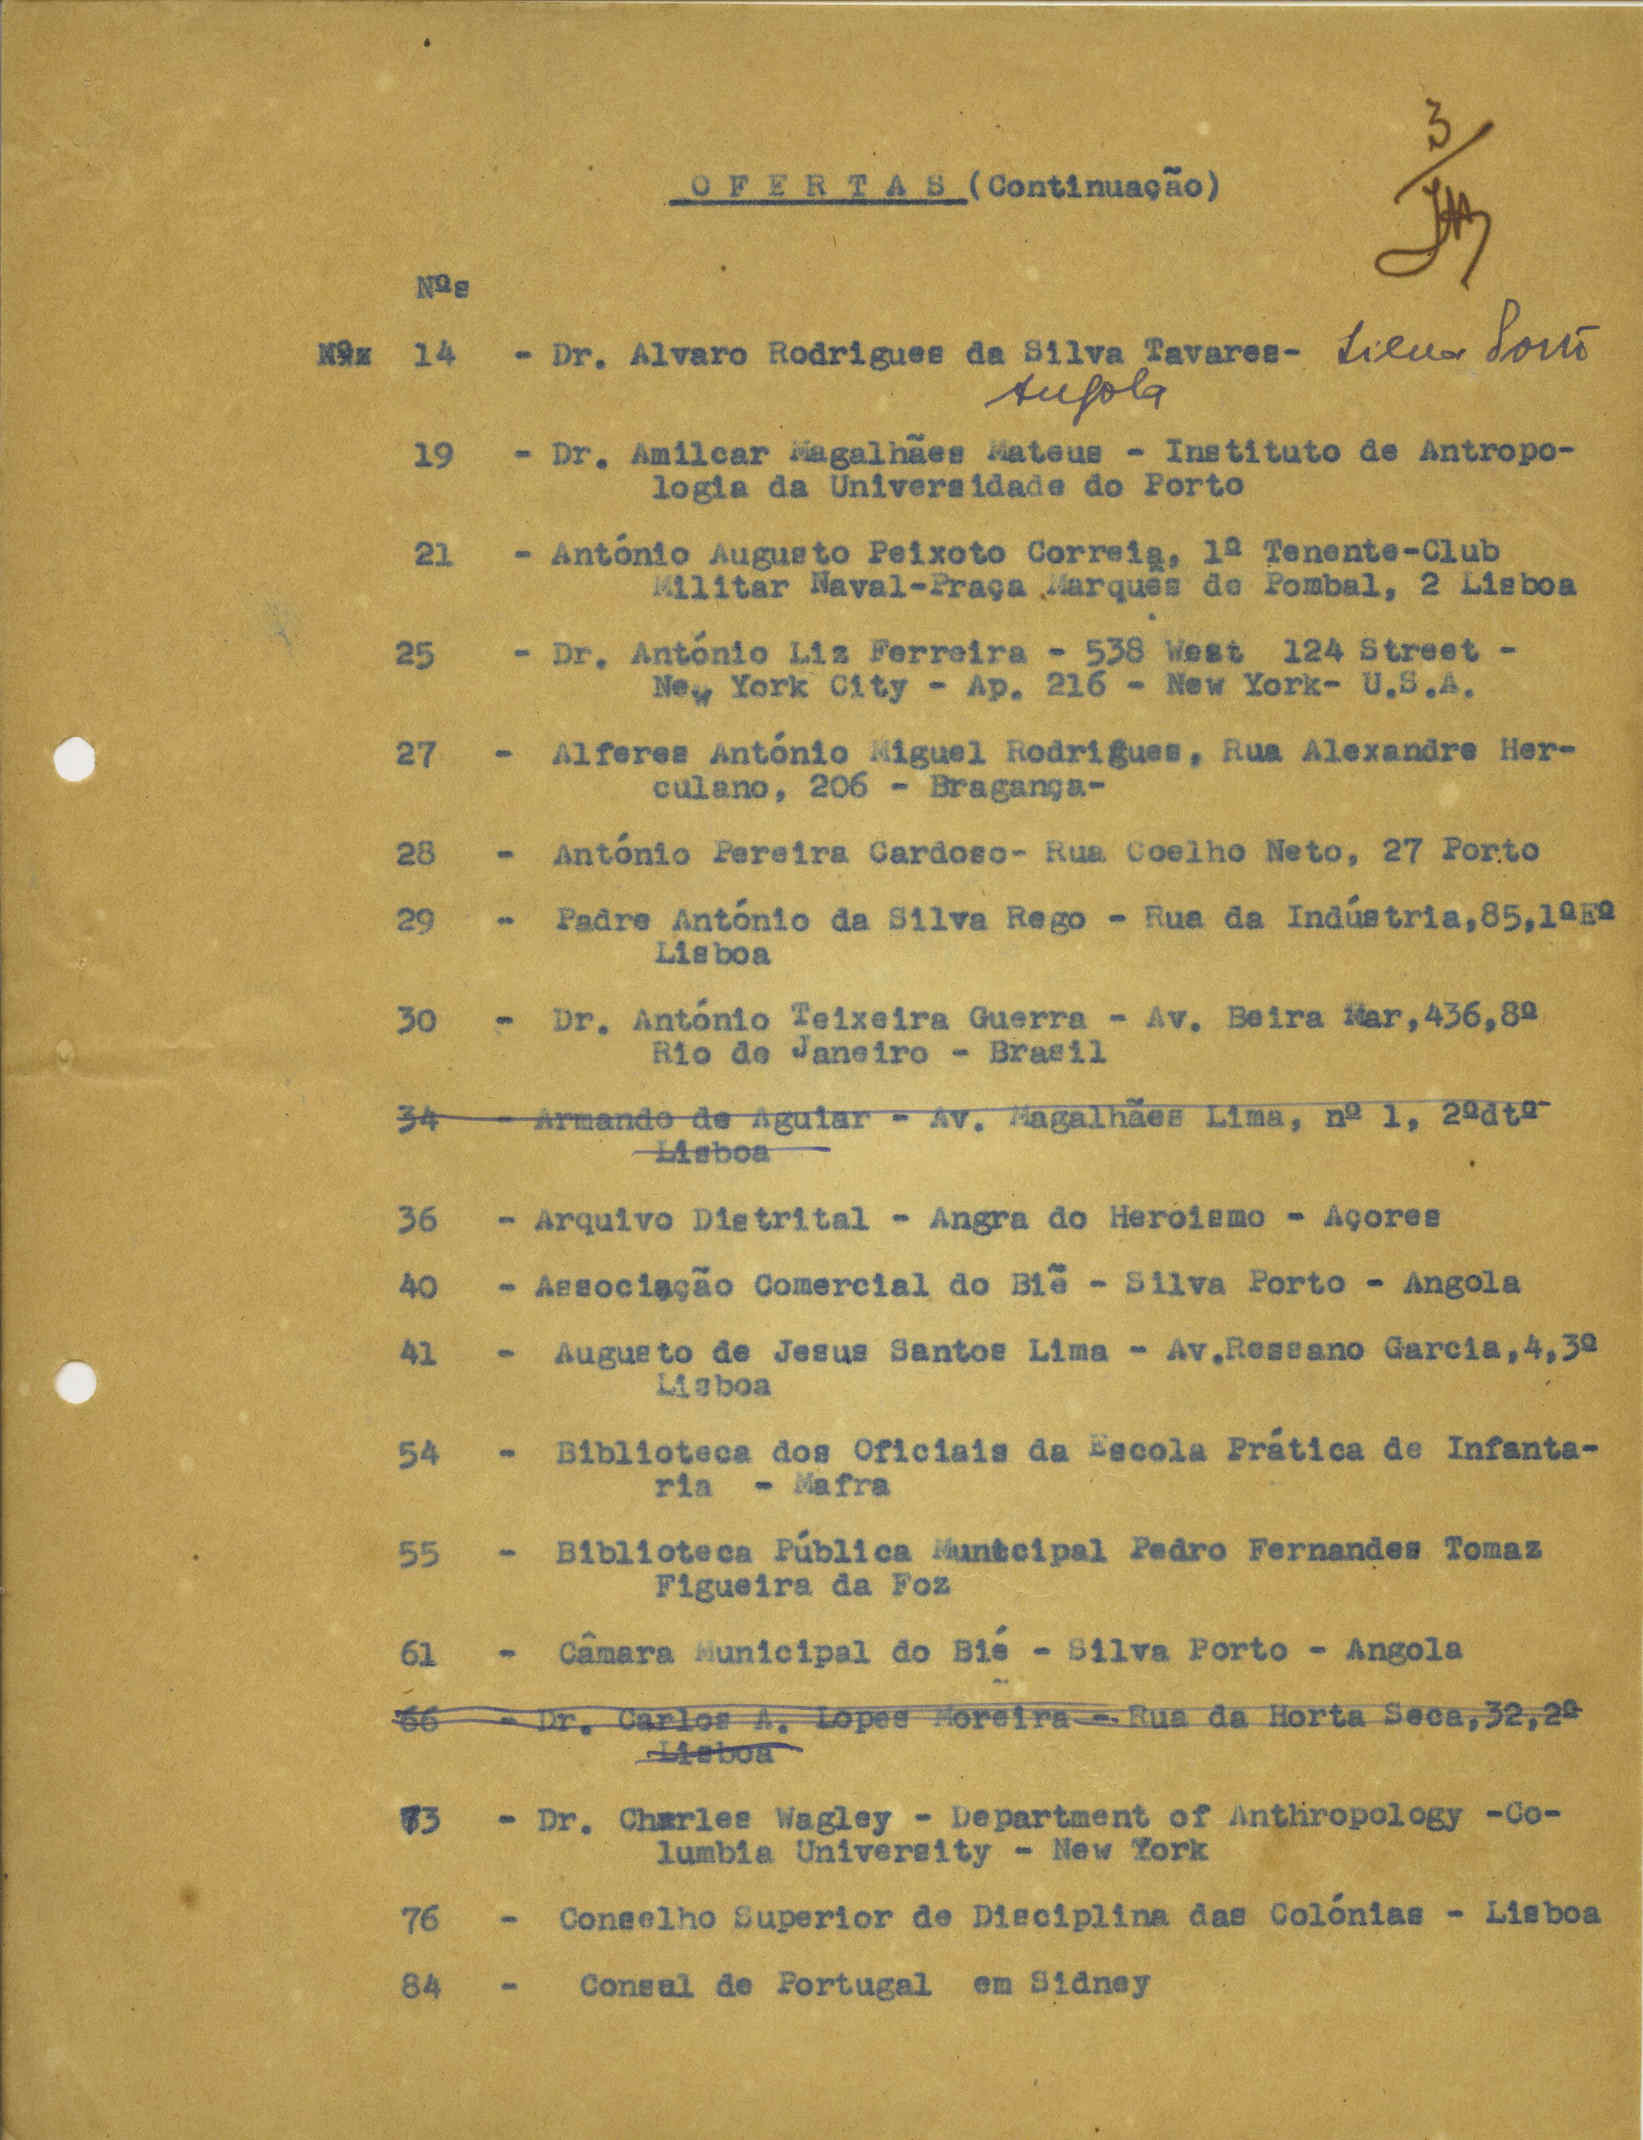 3
O F E R T A S (Continuação)
Nºs
Nºs 14 - Dr. Alvaro Rodrigues da Silva Tavares- Silva Porto
Angola
19 - Dr. Amilcar Magalhães Mateus - Instituto de Antropo-
logia da Universidade do Porto
21 - António Augusto Peixoto Correia, 1º Tenente-Club
Militar Naval-Praça Marquês de Pombal, 2 Lisboa
25 - Dr. António Liz Ferreira - 538 West 124 Street -
New York City - Ap. 216 - New York- U.S.A.
27 - Alferes António Miguel Rodrigues, Rua Alexandre Her-
culano, 206 - Bragança-
28 - António Pereira Cardoso- Rua Coelho Neto, 27 Porto
29 - Padre António da Silva Rego - Rua da Indústria,85,1ºEº
Lisboa
30 - Dr. António Teixeira Guerra - Av. Beira Mar,436,8º
Rio de Janeiro - Brasil
34 - Armando de Aguiar - Av. Magalhães Lima, nº 1, 2ºdtº
Lisboa
36 - Arquivo Distrital - Angra do Heroismo - Açores
40 - Associação Comercial do Biẽ - Silva Porto - Angola
41 - Augusto de Jesus Santos Lima - Av.Ressano Garcia,4,3º
Lisboa
54 - Biblioteca dos Oficiais da Escola Prática de Infanta-
ria - Mafra
55 - Biblioteca Pública Municipal Pedro Fernandes Tomaz
Figueira da Foz
61 - Câmara Municipal do Bié - Silva Porto - Angola
66 - Dr. Carlos A. Lopes Moreira - Rua da Horta Seca,32,2º
Lisboa
73 - Dr. Charles Wagley - Department of Anthropology -Co-
lumbia University - New York
76 - Conselho Superior de Disciplina das Colónias - Lisboa
84 - Consul de Portugal em Sidney